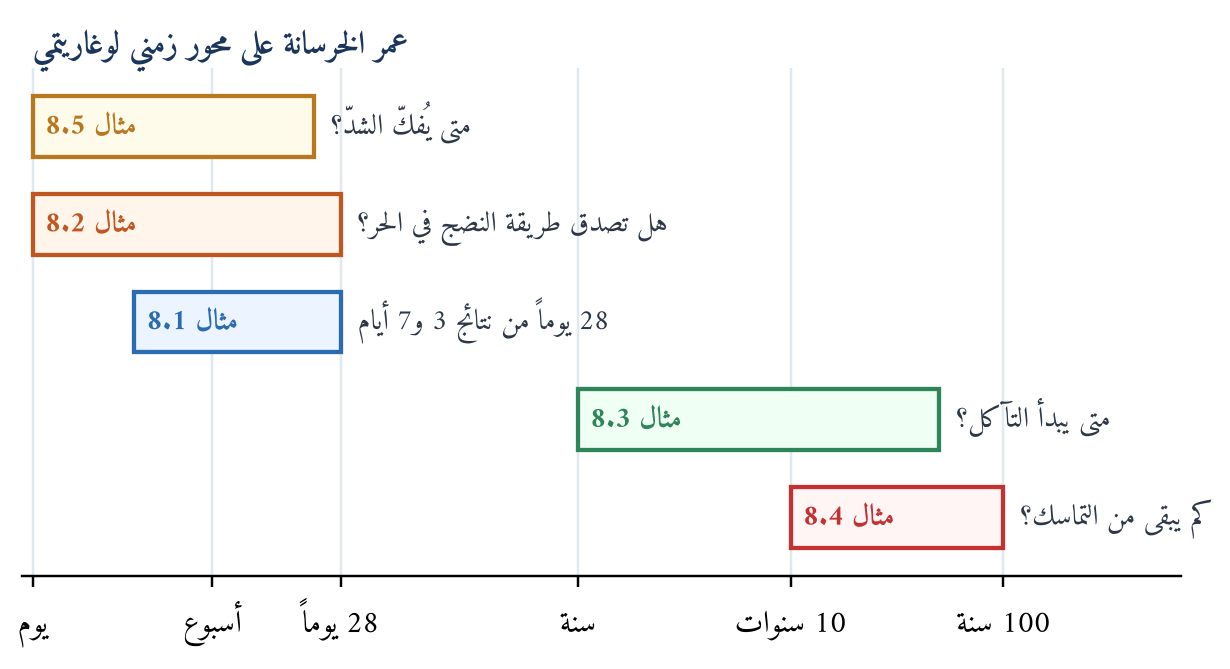 عمر الخرسانة على محور زمني لوغاريتمي
مثال 8.5
متى يُفكّ الشدّ؟
مثال 8.2
هل تصدق طريقة النضج في الحر؟
مثال 8.1
28 يوماً من نتائج 3 و7 أيام
مثال 8.3
متى يبدأ التآكل؟
مثال 8.4
كم يبقى من التماسك؟
يوم
أسبوع
28 يوماً
سنة
10 سنوات
100 سنة